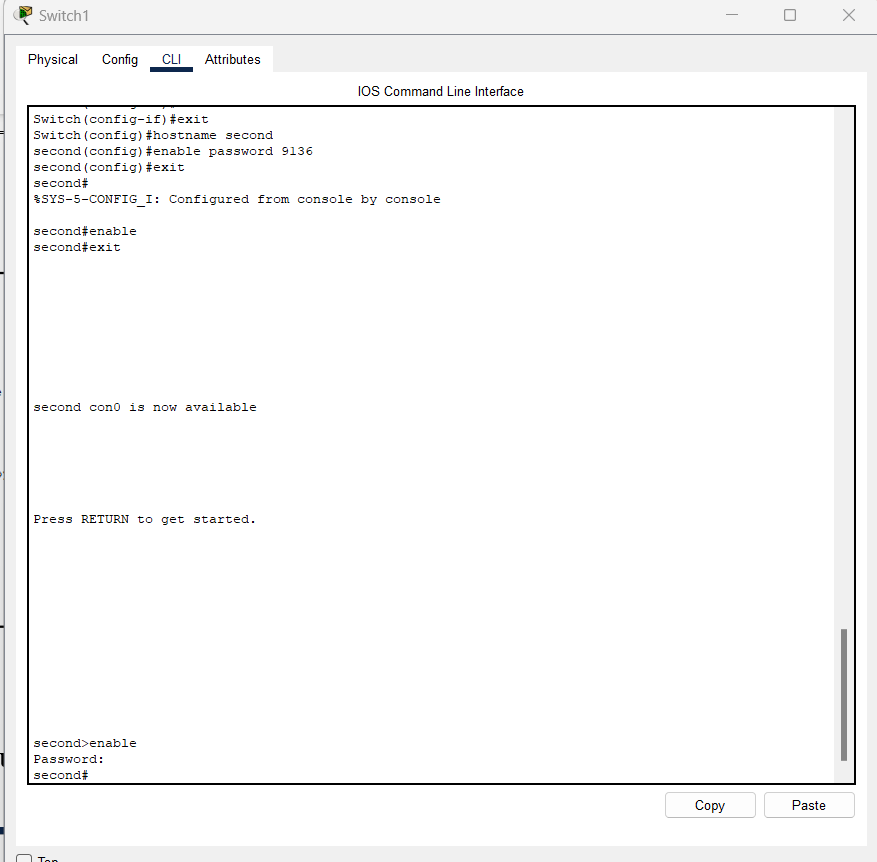 Switch1
Physical Config CLI Attributes
IOS Command Line Interface
Switch(config-if)#exit
Switch(config)#hostname second
second(config)#enable password 9136
second(config)#exit
second#
%SYS-5-CONFIG_I: Configured from console by console
second#enable
second#exit
second con0 is now available
Press RETURN to get started.
second>enable
Password:
second#
Copy Paste
Top